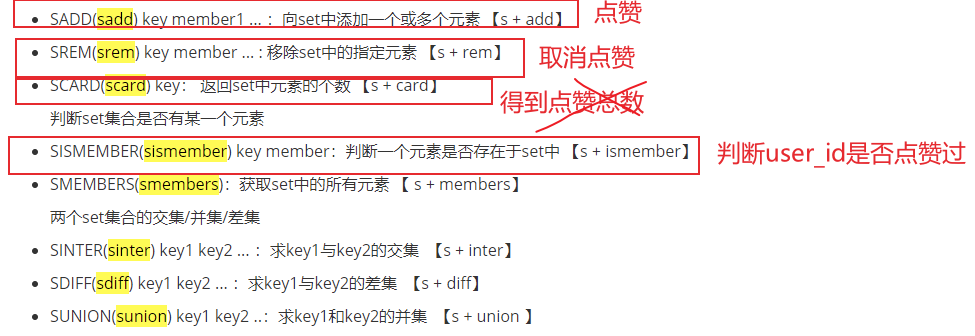 SADD(sadd) key member1 ... ：向set中添加一个或多个元素【s + add】 点赞
SREM(srem) key member ... : 移除set中的指定元素 【s + rem】 取消点赞
SCARD(scard) key： 返回set中元素的个数 【s + card】
得到点赞总数
判断set集合是否有某一个元素
SISMEMBER(sismember) key member：判断一个元素是否存在于set中 【s + ismember】 判断user_id是否点赞过
SMEMBERS(smembers)：获取set中的所有元素 【 s + members】
两个set集合的交集/并集/差集
SINTER(sinter) key1 key2 ... ：求key1与key2的交集 【s + inter】
SDIFF(sdiff) key1 key2 ... ：求key1与key2的差集 【s + diff】
SUNION(sunion) key1 key2 ..：求key1和key2的并集 【s + union 】